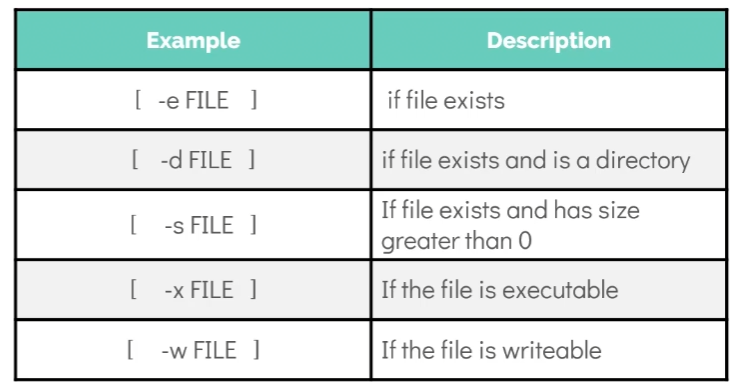 Example Description
[ -e FILE ] if file exists
[ -d FILE ] if file exists and is a directory
[ -s FILE ] If file exists and has size
greater than 0
[ -x FILE ] If the file is executable
[ -w FILE ] If the file is writeable